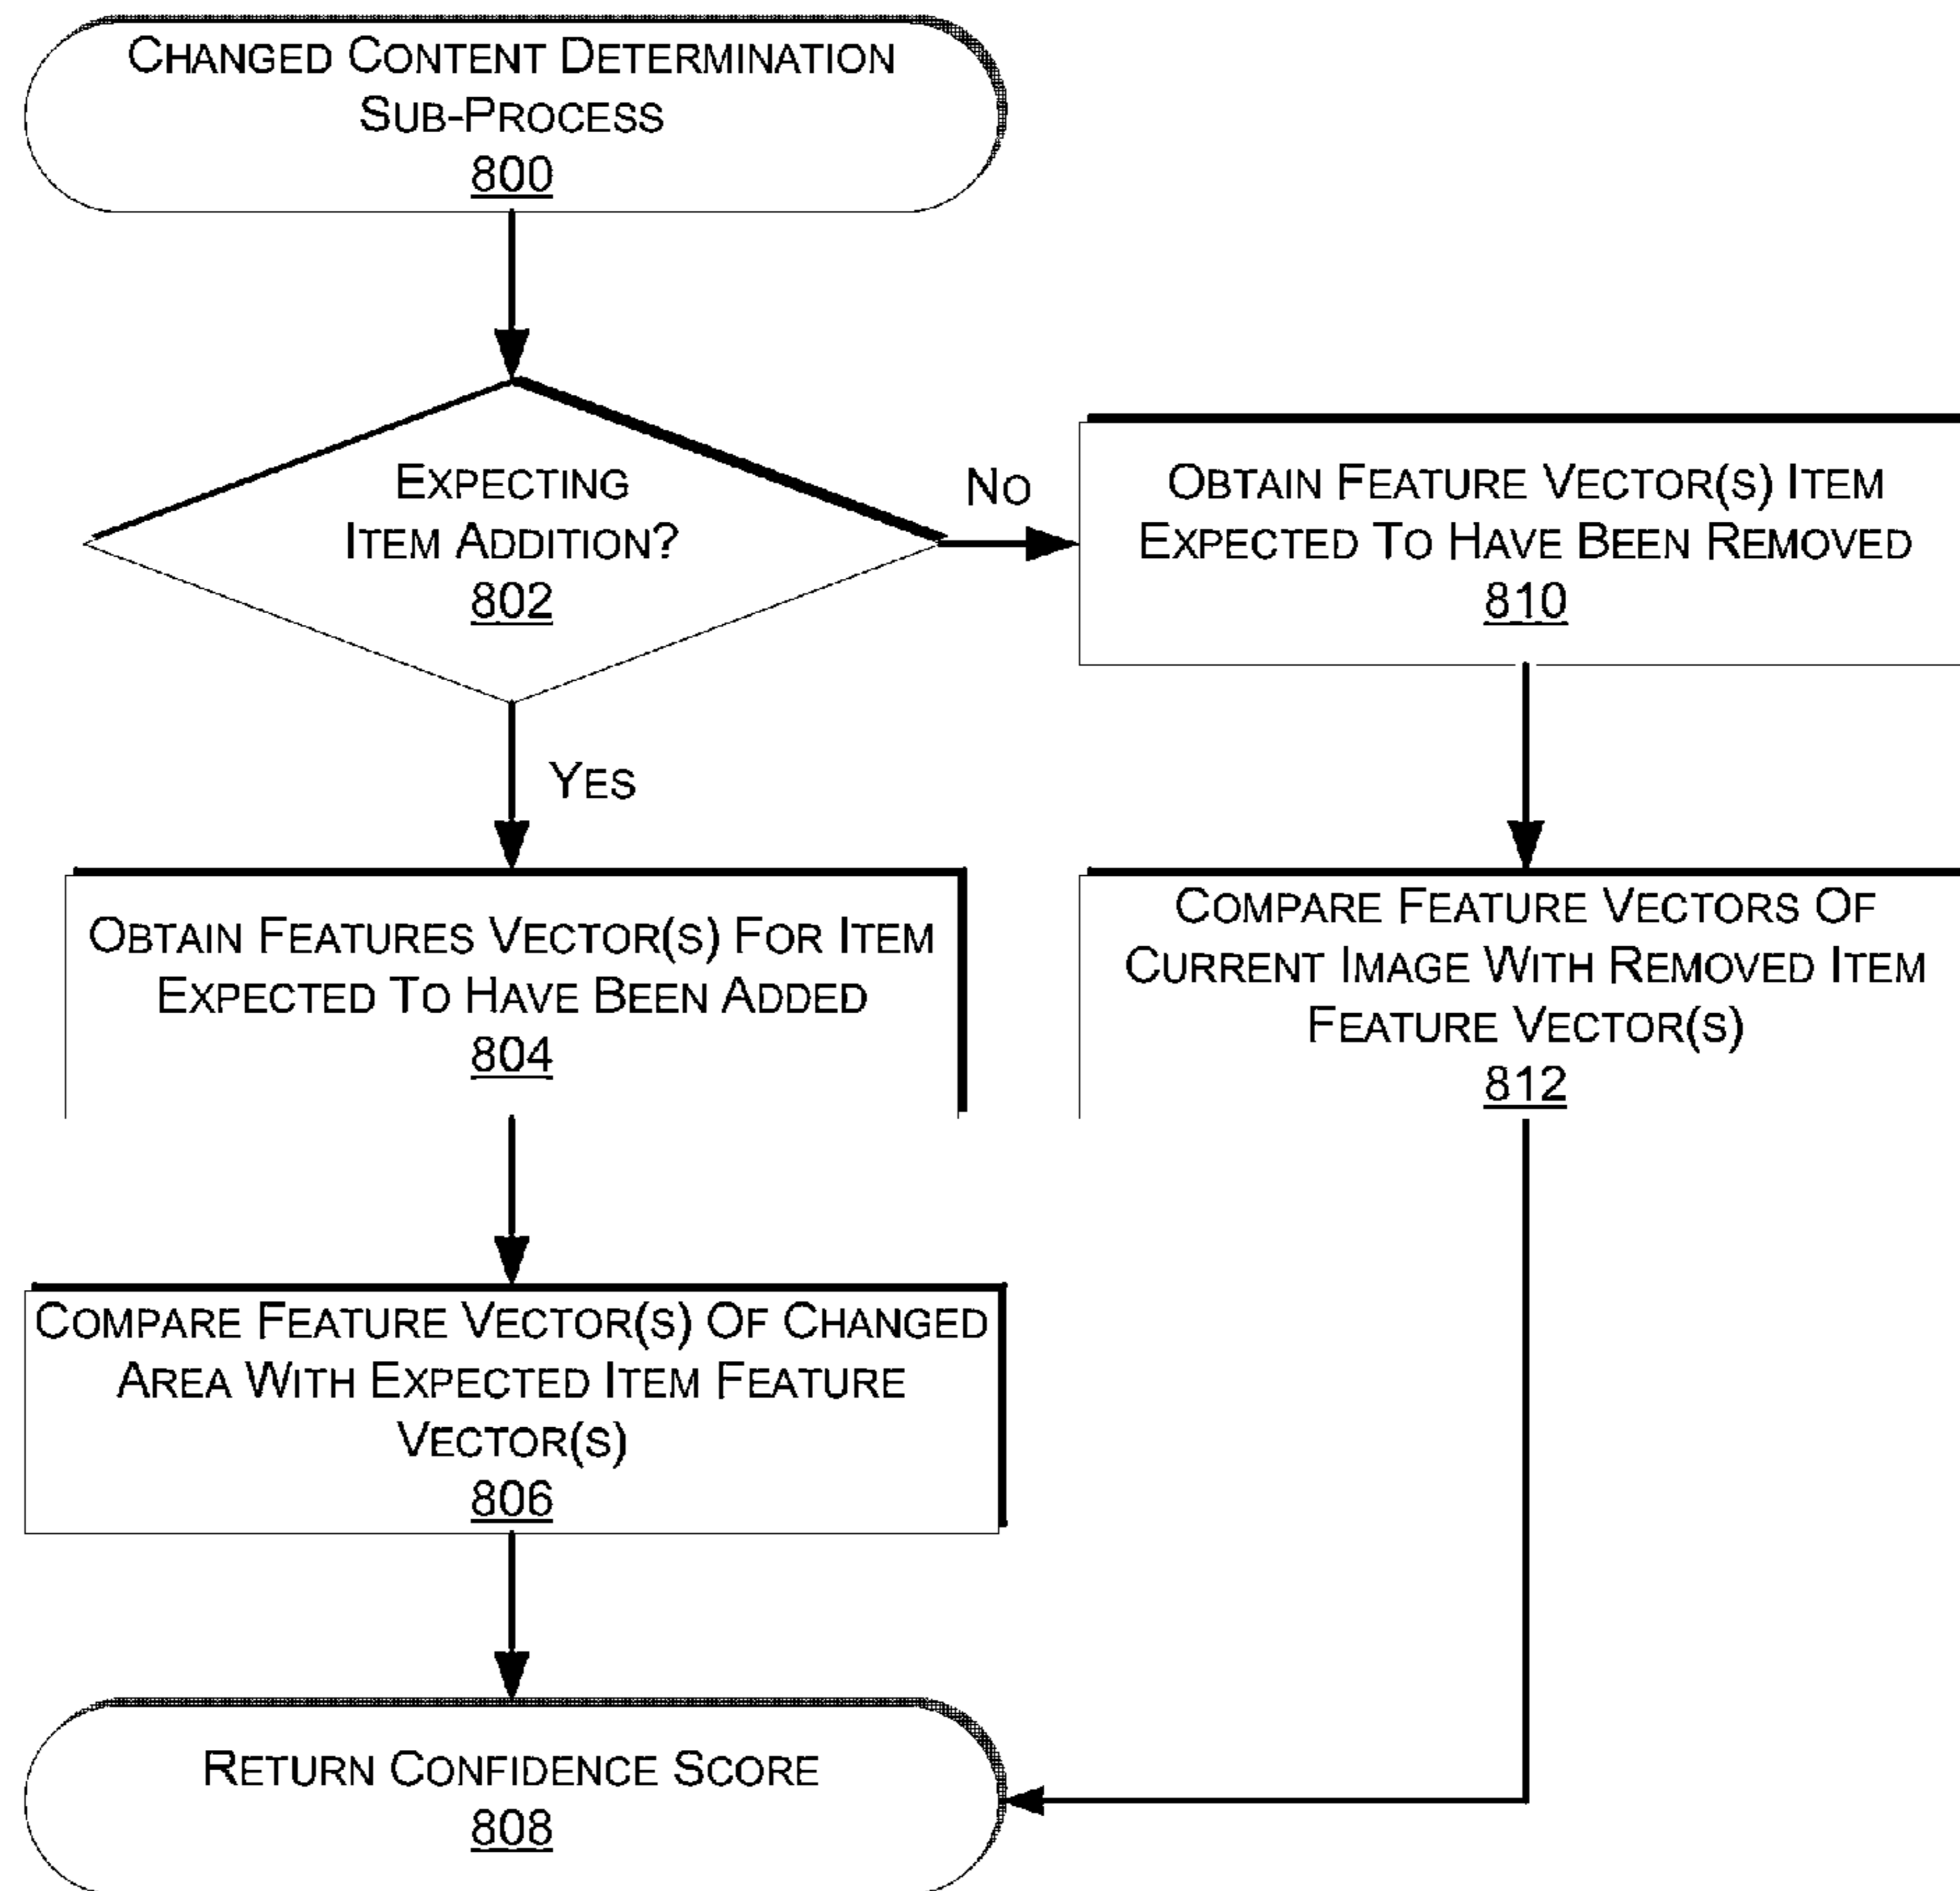 CHANGED CONTENT DETERMINATION
SUB-PROCESS
800
EXPECTING
ITEM ADDITION?
802
NO
OBTAIN FEATURE VECTOR(S) ITEM
EXPECTED TO HAVE BEEN REMOVED
810
YES
OBTAIN FEATURES VECTOR(S) FOR ITEM
EXPECTED TO HAVE BEEN ADDED
804
COMPARE FEATURE VECTORS OF
CURRENT IMAGE WITH REMOVED ITEM
FEATURE VECTOR(S)
812
COMPARE FEATURE VECTOR(S) OF CHANGED
AREA WITH EXPECTED ITEM FEATURE
VECTOR(S)
806
RETURN CONFIDENCE SCORE
808